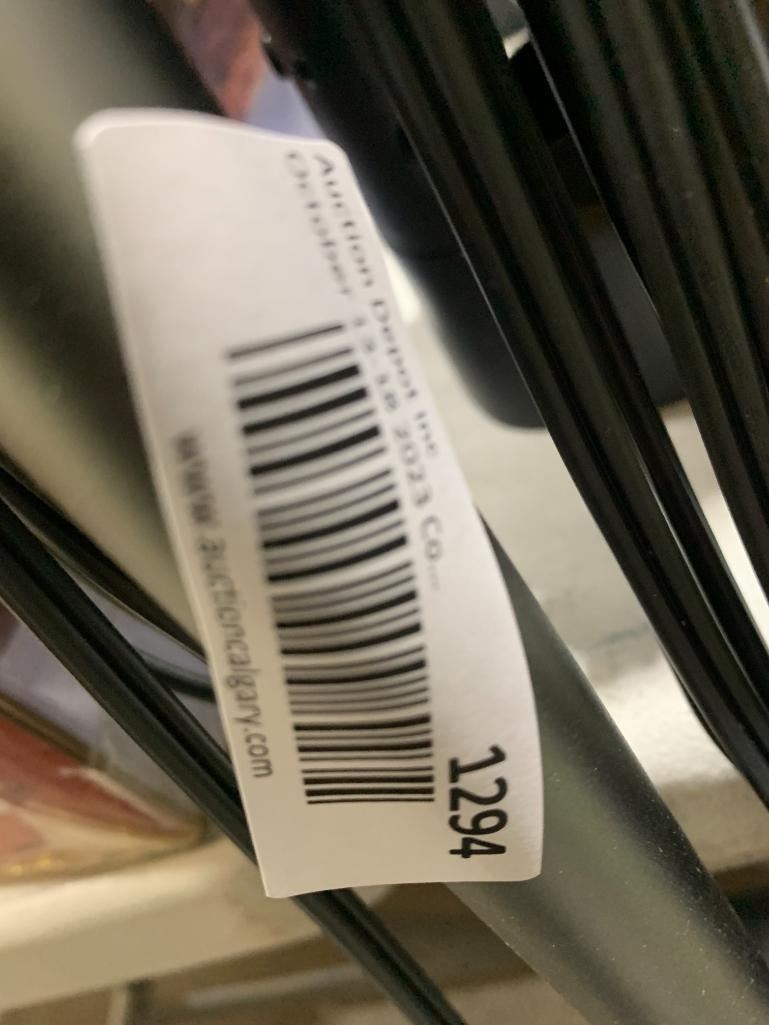 Auction Depot Inc
October 13-18 2023 Co...
1294
www.auctioncalgary.com